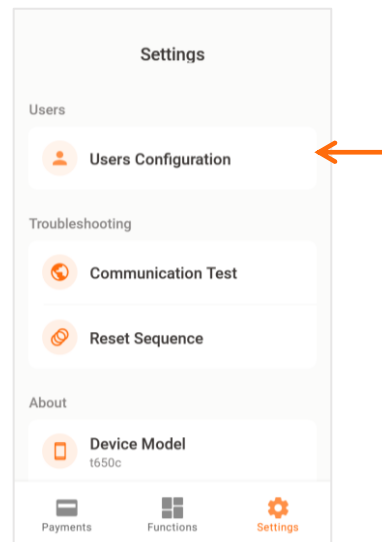 Settings
Users
Users Configuration
Troubleshooting
Communication Test
Reset Sequence
About
Device Model
t650c
Payments
Functions
Settings